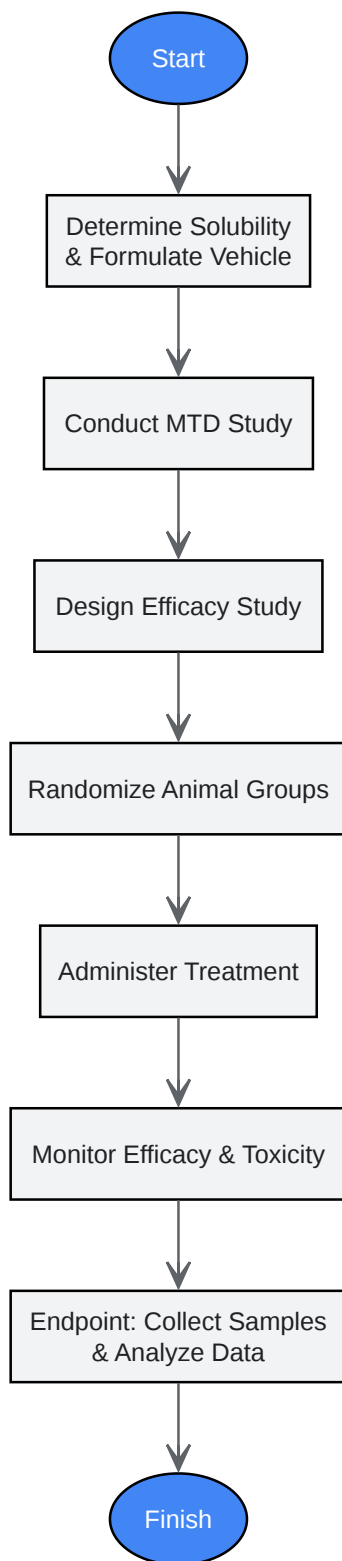 Start
Determine Solubility
& Formulate Vehicle
Conduct MTD Study
Design Efficacy Study
Randomize Animal Groups
Administer Treatment
Monitor Efficacy & Toxicity
Endpoint: Collect Samples
& Analyze Data
Finish